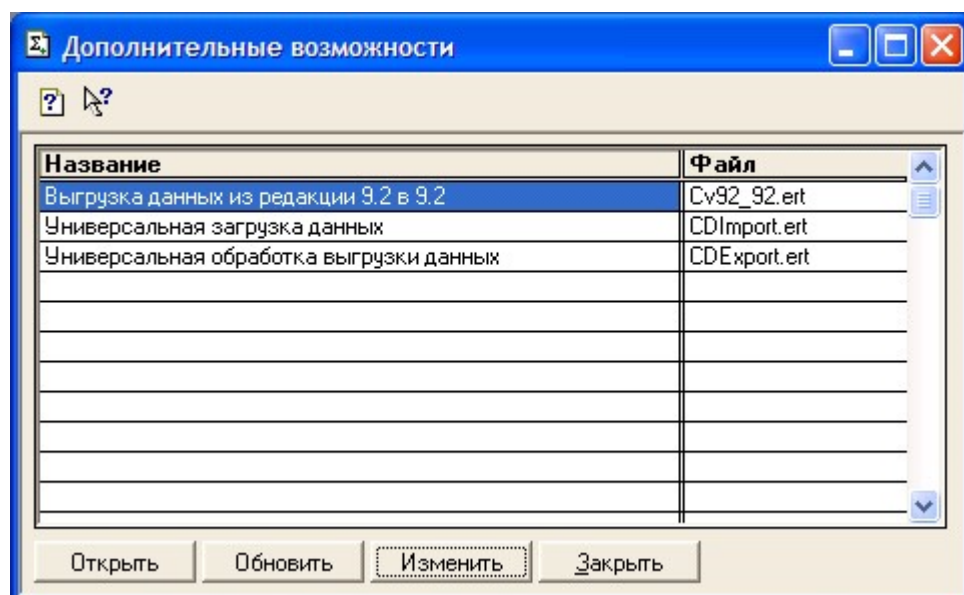 Дополнительные возможности
Название Файл
Выгрузка данных из редакции 9.2 в 9.2 Cv92_92.ert
Универсальная загрузка данных CDImport.ert
Универсальная обработка выгрузки данных CDExport.ert
Открыть Обновить Изменить Закрыть